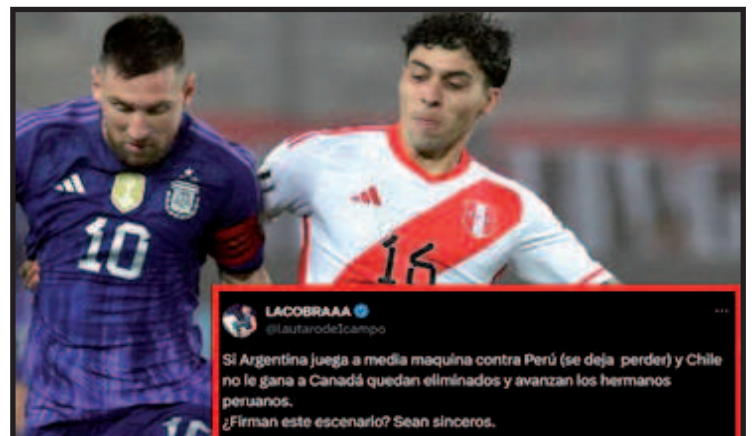 10
16
LACOBRAAA
@lautarodelcampo
Si Argentina juega a media maquina contra Perú (se deja perder) y Chile
no le gana a Canadá quedan eliminados y avanzan los hermanos
peruanos.
¿Firman este escenario? Sean sinceros.
10